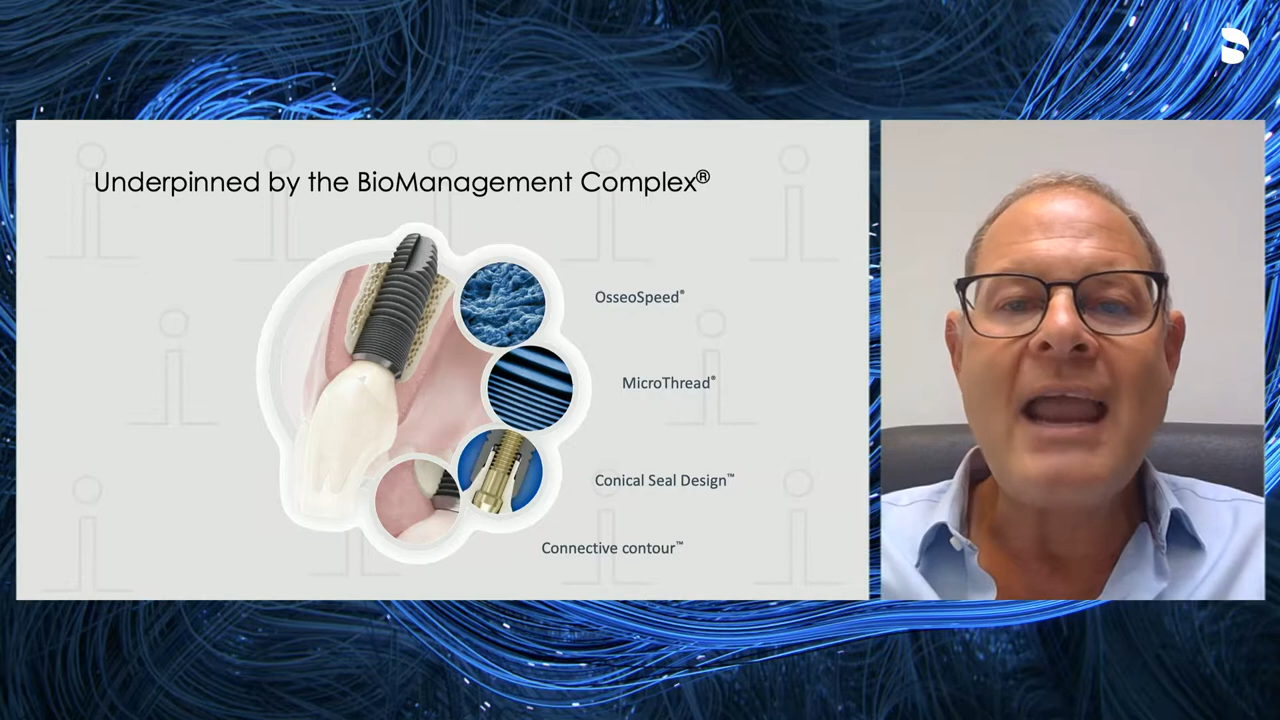 Underpinned by the BioManagement Complex®
OsseoSpeed®
MicroThread®
Conical Seal Design™
Connective contour™